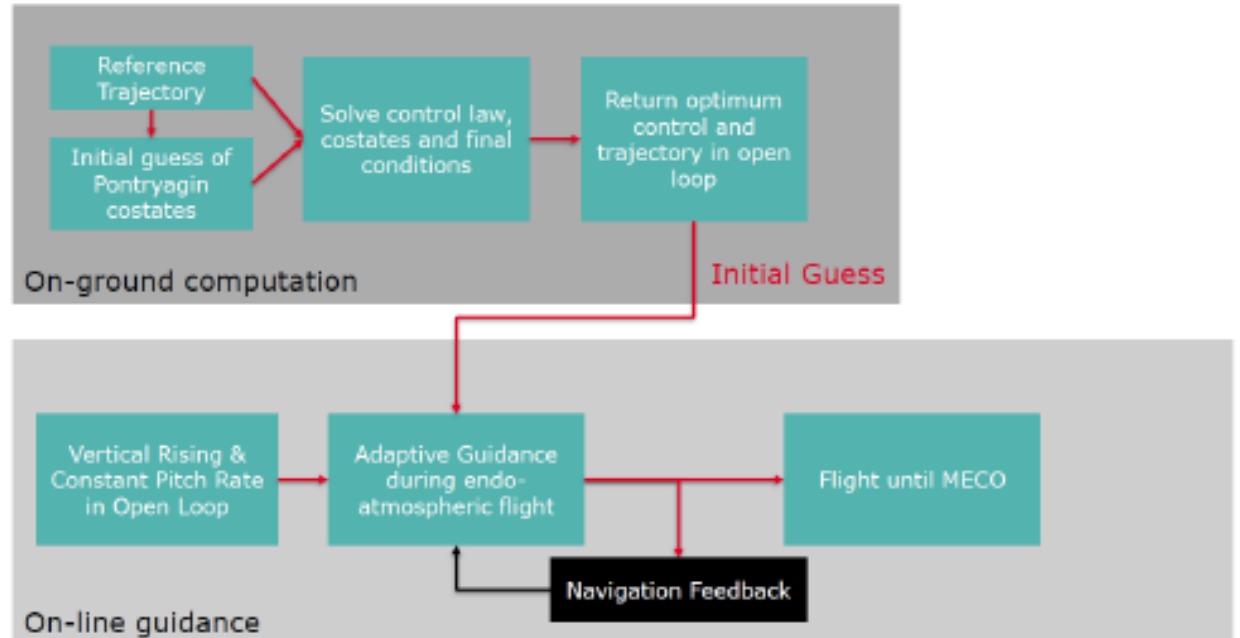 Reference
Trajectory
Initial guess of
Pontryagin
costates
Solve control law,
costates and final
conditions
Return optimum
control and
trajectory in open
loop
On-ground computation
Initial Guess
Vertical Rising &
Constant Pitch Rate
in Open Loop
Adaptive Guidance
during endo-
atmospheric flight
Flight until MECO
Navigation Feedback
On-line guidance